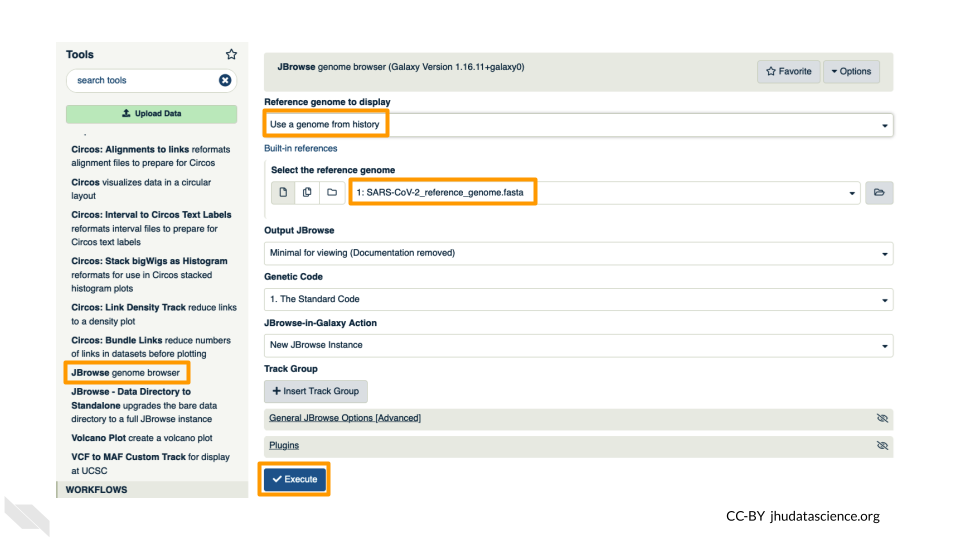 Tools
search tools
Upload Data
Circos: Alignments to links reformats
alignment files to prepare for Circos
Circos visualizes data in a circular
layout
Circos: Interval to Circos Text Labels
reformats interval files to prepare for
Circos text labels
Circos: Stack bigWigs as Histogram
reformats for use in Circos stacked
histogram plots
Circos: Link Density Track reduce links
to a density plot
Circos: Bundle Links reduce numbers
of links in datasets before plotting
JBrowse genome browser
JBrowse - Data Directory to
Standalone upgrades the bare data
directory to a full JBrowse instance
Volcano Plot create a volcano plot
VCF to MAF Custom Track for display
at UCSC
WORKFLOWS
JBrowse genome browser (Galaxy Version 1.16.11+galaxy0)
Favorite
Options
Reference genome to display
Use a genome from history
Built-in references
Select the reference genome
1: SARS-CoV-2_reference_genome.fasta
Output JBrowse
Minimal for viewing (Documentation removed)
Genetic Code
1. The Standard Code
JBrowse-in-Galaxy Action
New JBrowse Instance
Track Group
+ Insert Track Group
General JBrowse Options [Advanced]
Plugins
Execute
CC-BY jhudatascience.org